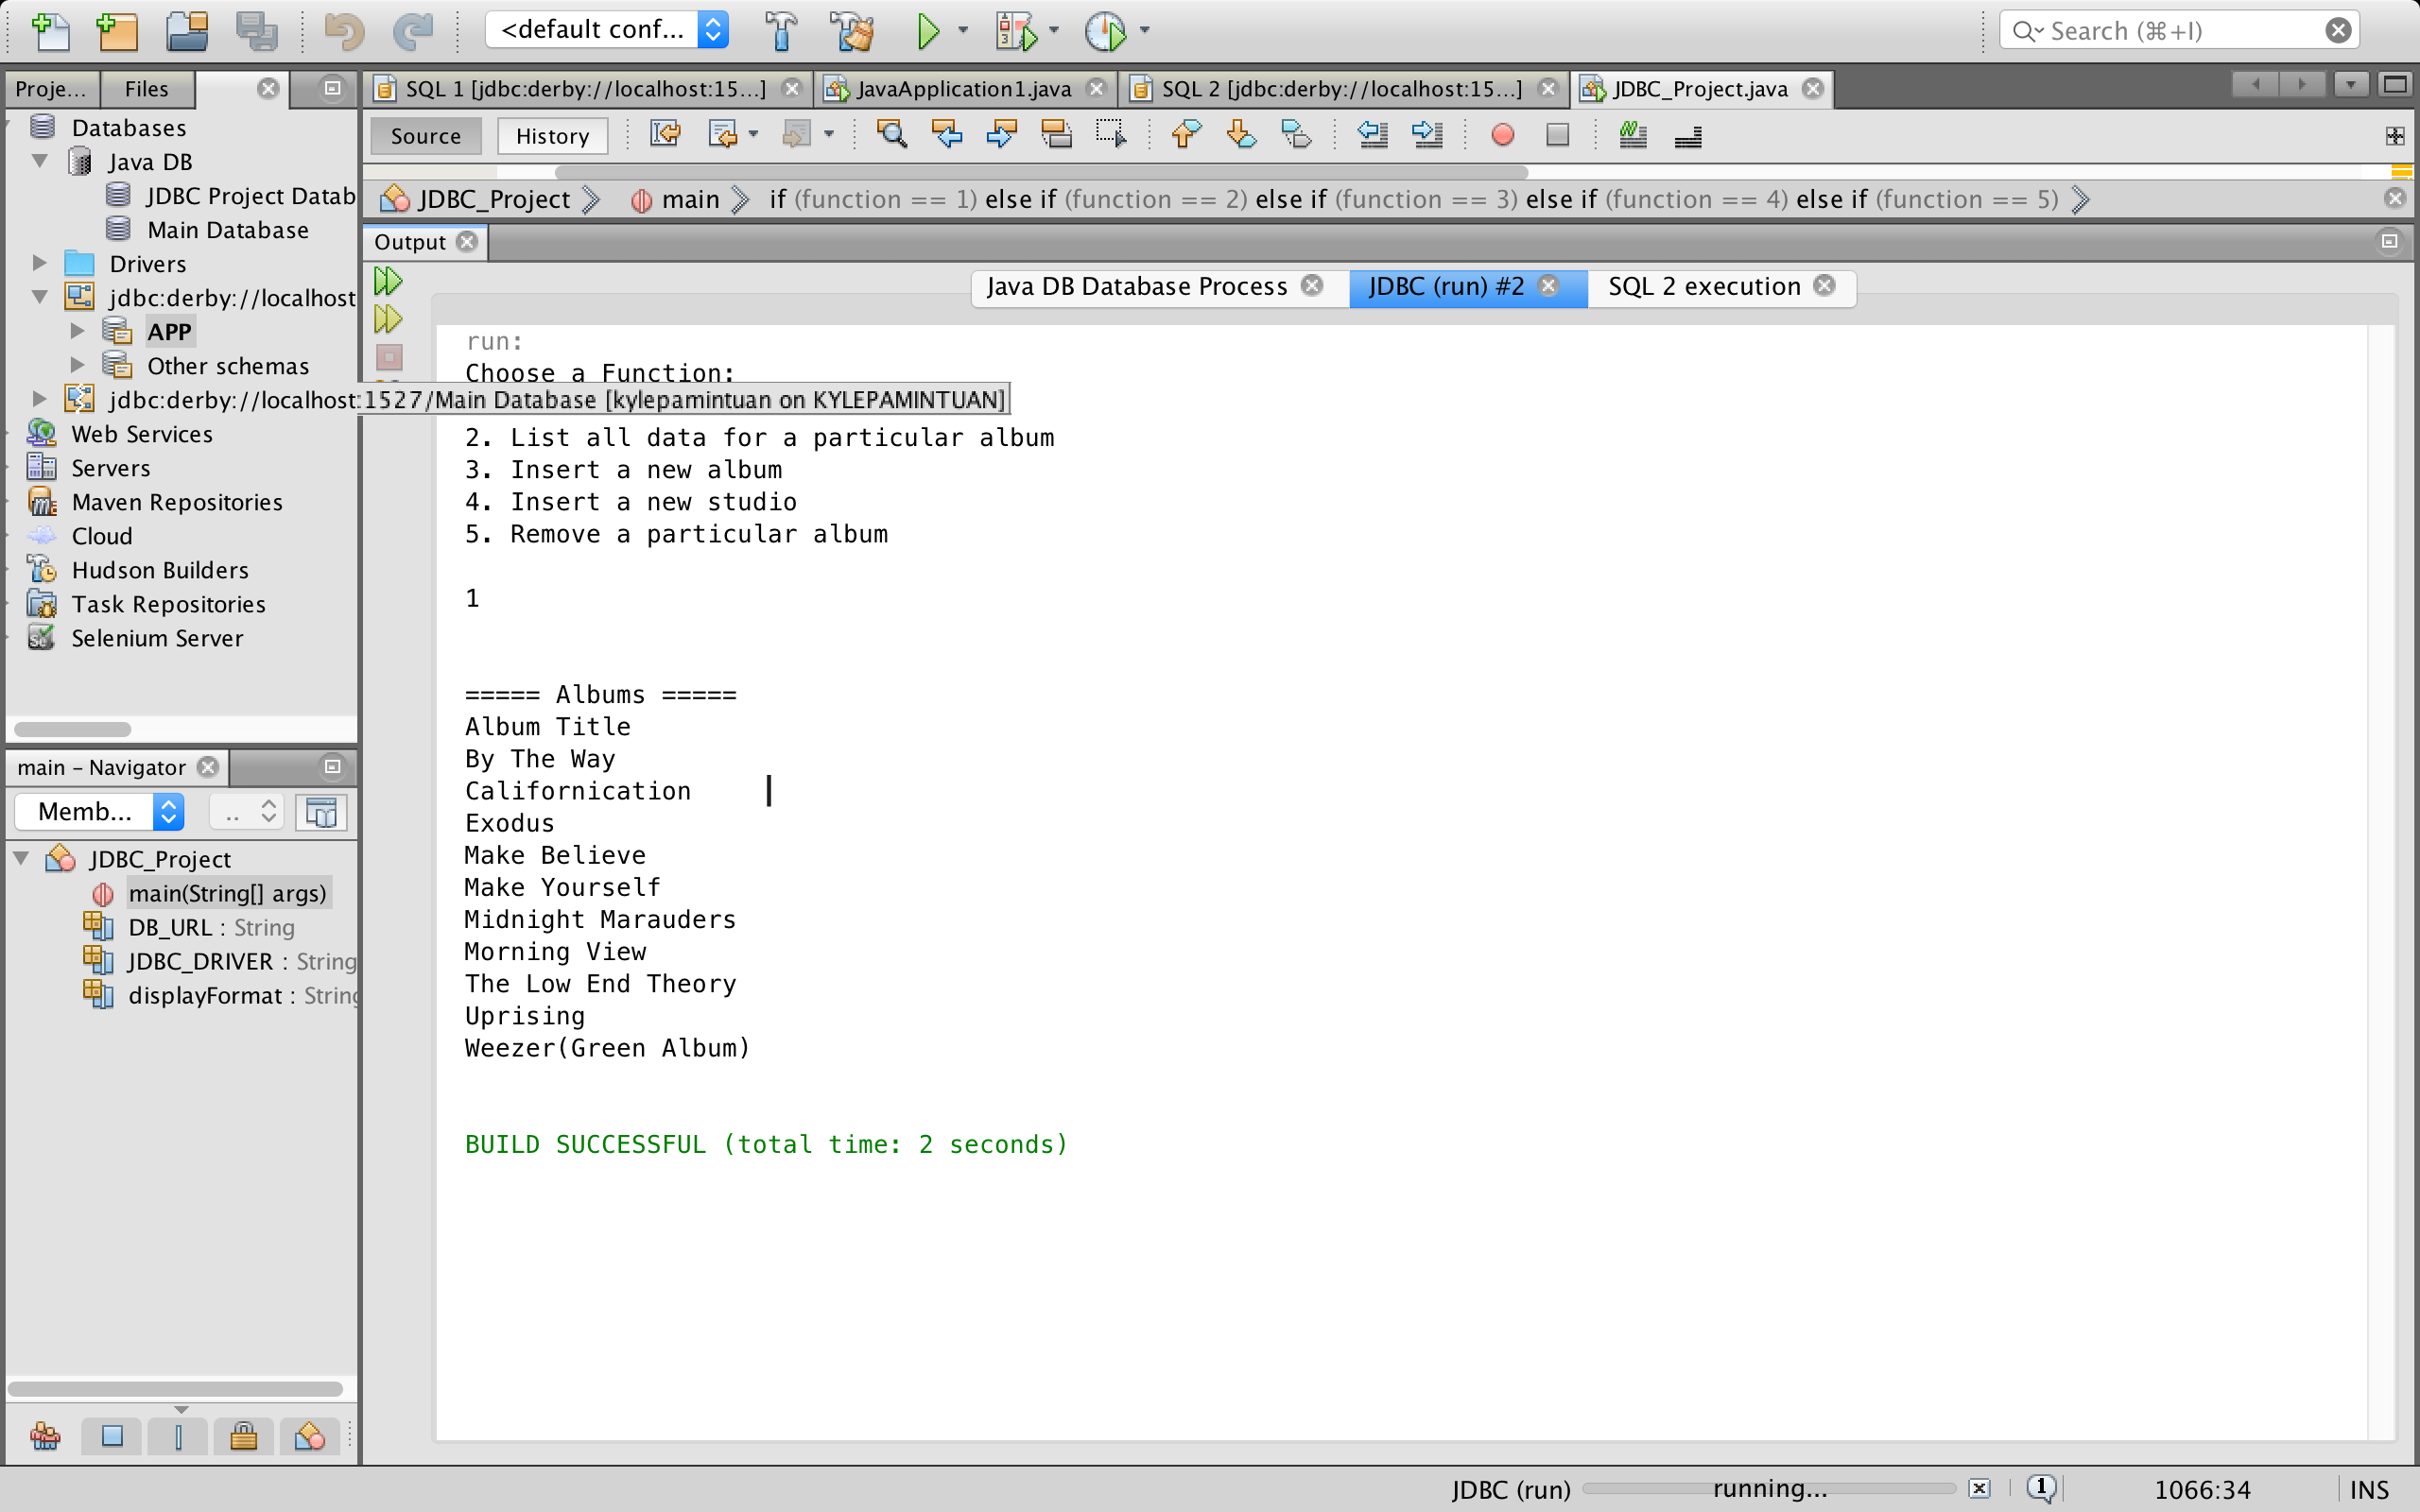 <default conf...
Search (⌘+I)
Proje...
Files
SQL 1 [jdbc:derby://localhost:15...]
JavaApplication1.java
SQL 2 [jdbc:derby://localhost:15...]
JDBC_Project.java
Source
History
Databases
Java DB
JDBC Project Datab
Main Database
Drivers
jdbc:derby://localhost
APP
Other schemas
jdbc:derby://localhost:1527/Main Database [kylepamintuan on KYLEPAMINTUAN]
Web Services
Servers
Maven Repositories
Cloud
Hudson Builders
Task Repositories
Selenium Server
JDBC_Project
main
if (function == 1) else if (function == 2) else if (function == 3) else if (function == 4) else if (function == 5)
Output
Java DB Database Process
JDBC (run) #2
SQL 2 execution
run:
Choose a Function:
2. List all data for a particular album
3. Insert a new album
4. Insert a new studio
5. Remove a particular album
1
===== Albums =====
Album Title
By The Way
Californication
Exodus
Make Believe
Make Yourself
Midnight Marauders
Morning View
The Low End Theory
Uprising
Weezer(Green Album)
BUILD SUCCESSFUL (total time: 2 seconds)
main - Navigator
Memb...
..
JDBC_Project
main(String[] args)
DB_URL : String
JDBC_DRIVER : String
displayFormat : String
JDBC (run)
running...
1
1066:34
INS